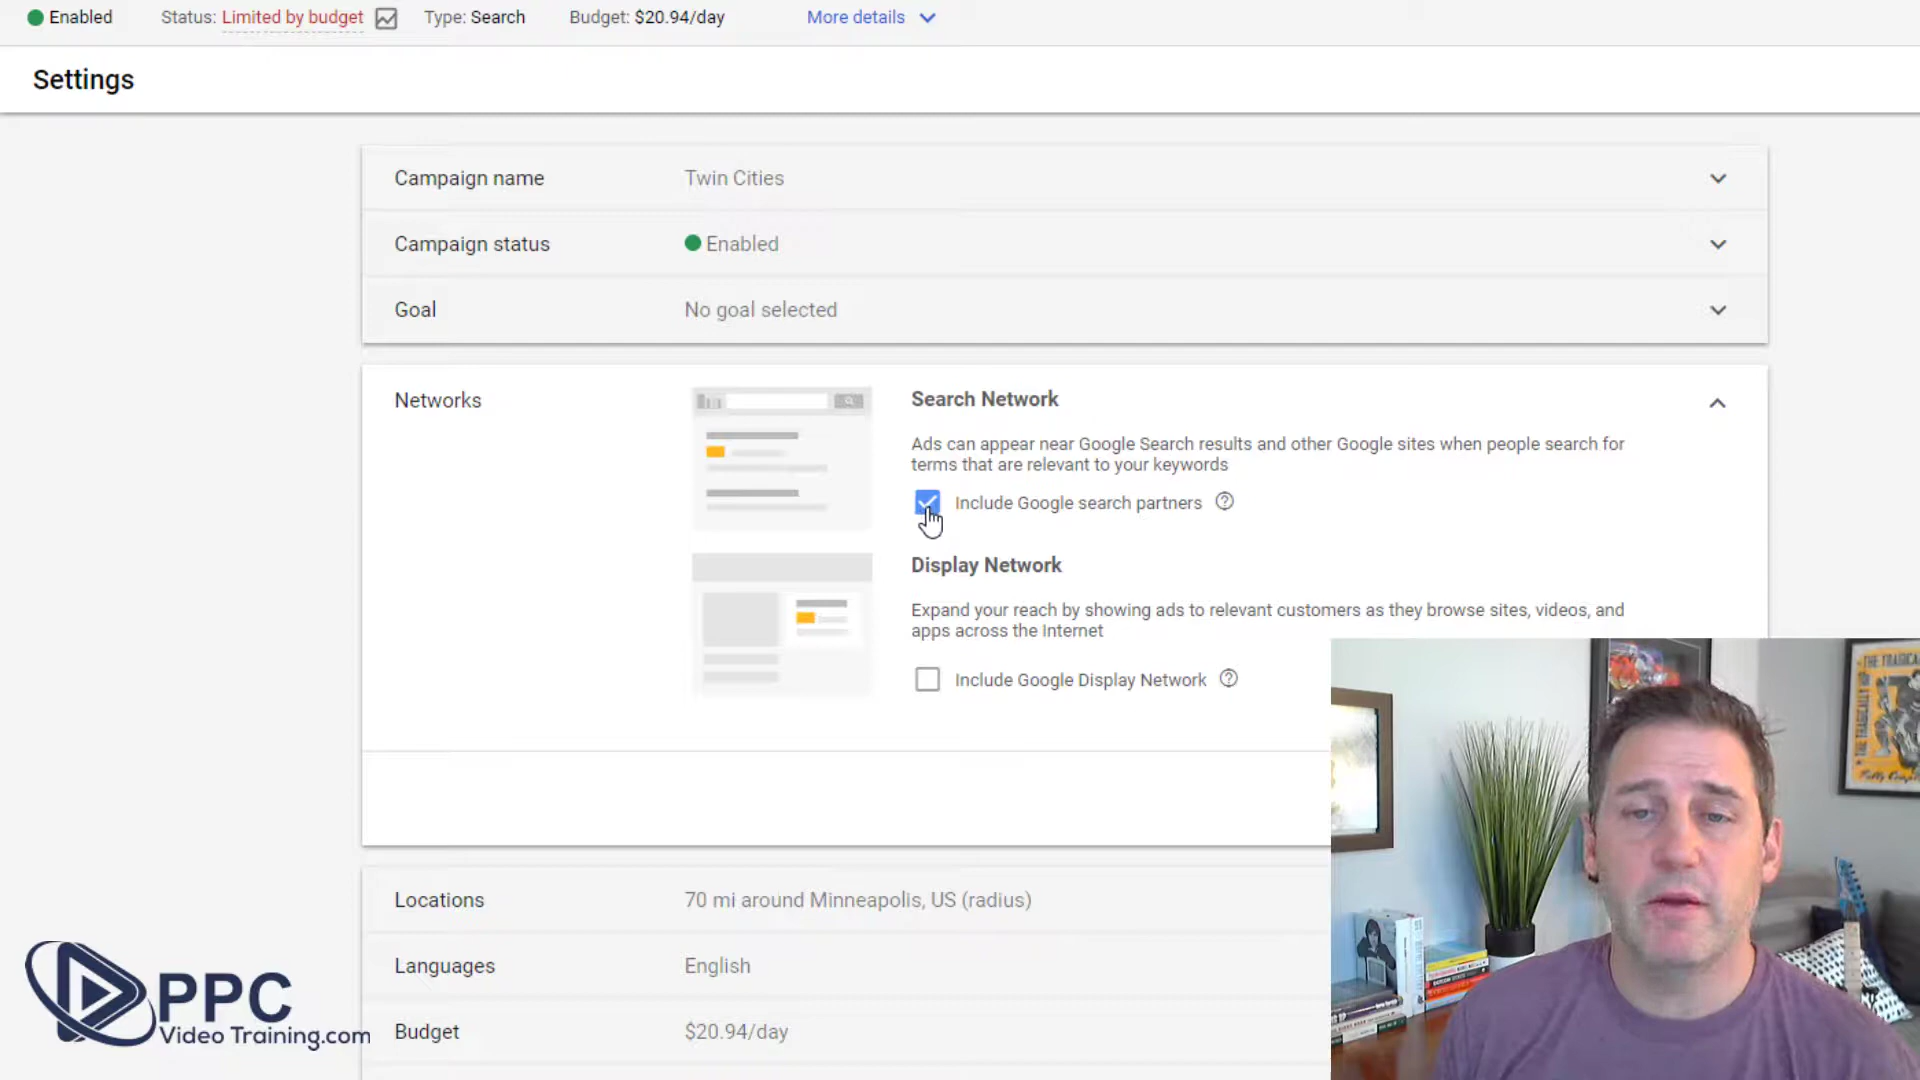 Enabled Status: Limited by budget Type: Search Budget: $20.94/day More details
Settings
Campaign name Twin Cities
Campaign status Enabled
Goal No goal selected
Networks
Search Network
Ads can appear near Google Search results and other Google sites when people search for
terms that are relevant to your keywords
Include Google search partners
Display Network
Expand your reach by showing ads to relevant customers as they browse sites, videos, and
apps across the Internet
Include Google Display Network
Locations 70 mi around Minneapolis, US (radius)
Languages English
Budget $20.94/day
PPC
Video Training.com
THE TRAGICA